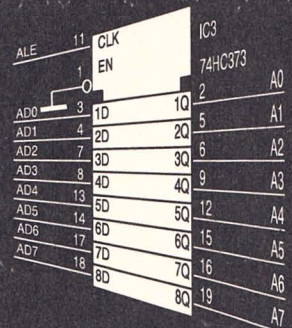 ALE 11 CLK IC3
1 EN 74HC373
AD0 3 1D 1Q 2 A0
AD1 4 2D 2Q 5 A1
AD2 7 3D 3Q 6 A2
AD3 8 4D 4Q 9 A3
AD4 13 5D 5Q 12 A4
AD5 14 6D 6Q 15 A5
AD6 17 7D 7Q 16 A6
AD7 18 8D 8Q 19 A7